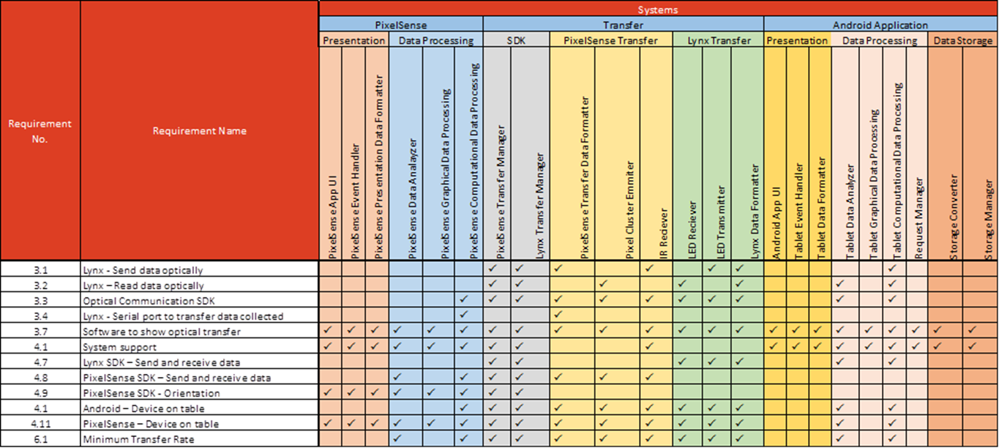 Systems
PixelSense Transfer Android Application
Presentation Data Processing SDK PixelSense Transfer Lynx Transfer Presentation Data Processing Data Storage
Requirement No.
Requirement Name
PixelSense App UI
PixelSense Event Handler
PixelSense Presentation Data Formatter
PixelSense Data Analayzer
PixelSense Graphical Data Processing
PixelSense Computational Data Processing
PixelSense Transfer Manager
Lynx Transfer Manager
PixelSense Transfer Data Formatter
Pixel Cluster Emmiter
IR Reciever
LED Reciever
LED Transmitter
Lynx Data Formatter
Android App UI
Tablet Event Handler
Tablet Data Formatter
Tablet Data Analyzer
Tablet Graphical Data Processing
Tablet Computational Data Processing
Request Manager
Storage Converter
Storage Manager
3.1 Lynx - Send data optically ✓ ✓ ✓ ✓ ✓ ✓ ✓
3.2 Lynx – Read data optically ✓ ✓ ✓ ✓ ✓ ✓ ✓
3.3 Optical Communication SDK ✓ ✓ ✓ ✓ ✓ ✓ ✓ ✓ ✓ ✓ ✓
3.4 Lynx - Serial port to transfer data collected ✓ ✓
3.7 Software to show optical transfer ✓ ✓ ✓ ✓ ✓ ✓ ✓ ✓ ✓ ✓ ✓ ✓ ✓ ✓ ✓ ✓ ✓ ✓ ✓ ✓ ✓ ✓ ✓
4.1 System support ✓ ✓ ✓ ✓ ✓ ✓ ✓ ✓ ✓ ✓ ✓ ✓ ✓ ✓ ✓ ✓ ✓ ✓
4.7 Lynx SDK – Send and receive data ✓ ✓ ✓ ✓ ✓ ✓ ✓
4.8 PixelSense SDK – Send and receive data ✓ ✓ ✓ ✓ ✓ ✓ ✓
4.9 PixelSense SDK - Orientation ✓ ✓ ✓ ✓ ✓ ✓ ✓ ✓
4.1 Android – Device on table ✓ ✓ ✓ ✓ ✓ ✓ ✓ ✓ ✓ ✓ ✓
4.11 PixelSense – Device on table ✓ ✓ ✓ ✓ ✓ ✓ ✓ ✓ ✓ ✓ ✓ ✓ ✓ ✓ ✓ ✓
6.1 Minimum Transfer Rate ✓ ✓ ✓ ✓ ✓ ✓ ✓ ✓ ✓ ✓ ✓ ✓